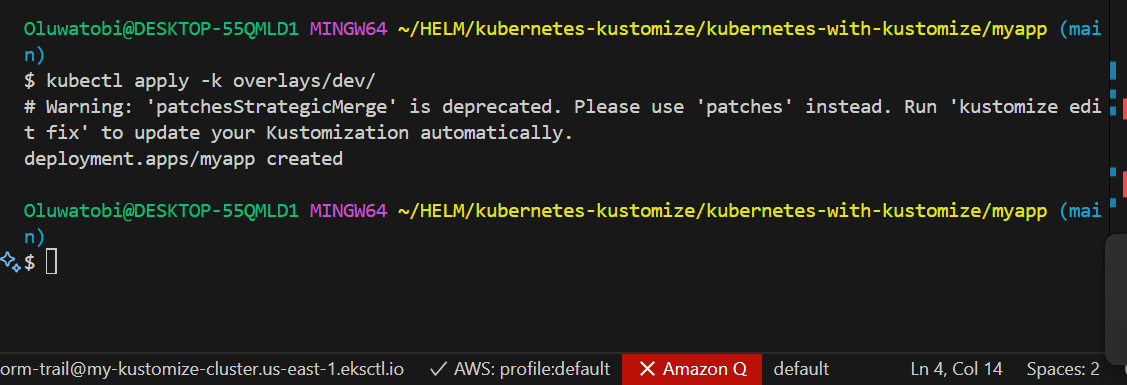 Oluwatobi@DESKTOP-55QMLD1 MINGW64 ~/HELM/kubernetes-kustomize/kubernetes-with-kustomize/myapp (mai
n)
$ kubectl apply -k overlays/dev/
# Warning: 'patchesStrategicMerge' is deprecated. Please use 'patches' instead. Run 'kustomize edi
t fix' to update your Kustomization automatically.
deployment.apps/myapp created
Oluwatobi@DESKTOP-55QMLD1 MINGW64 ~/HELM/kubernetes-kustomize/kubernetes-with-kustomize/myapp (mai
n)
$
orm-trail@my-kustomize-cluster.us-east-1.eksctl.io AWS: profile:default Amazon Q default Ln 4, Col 14 Spaces: 2